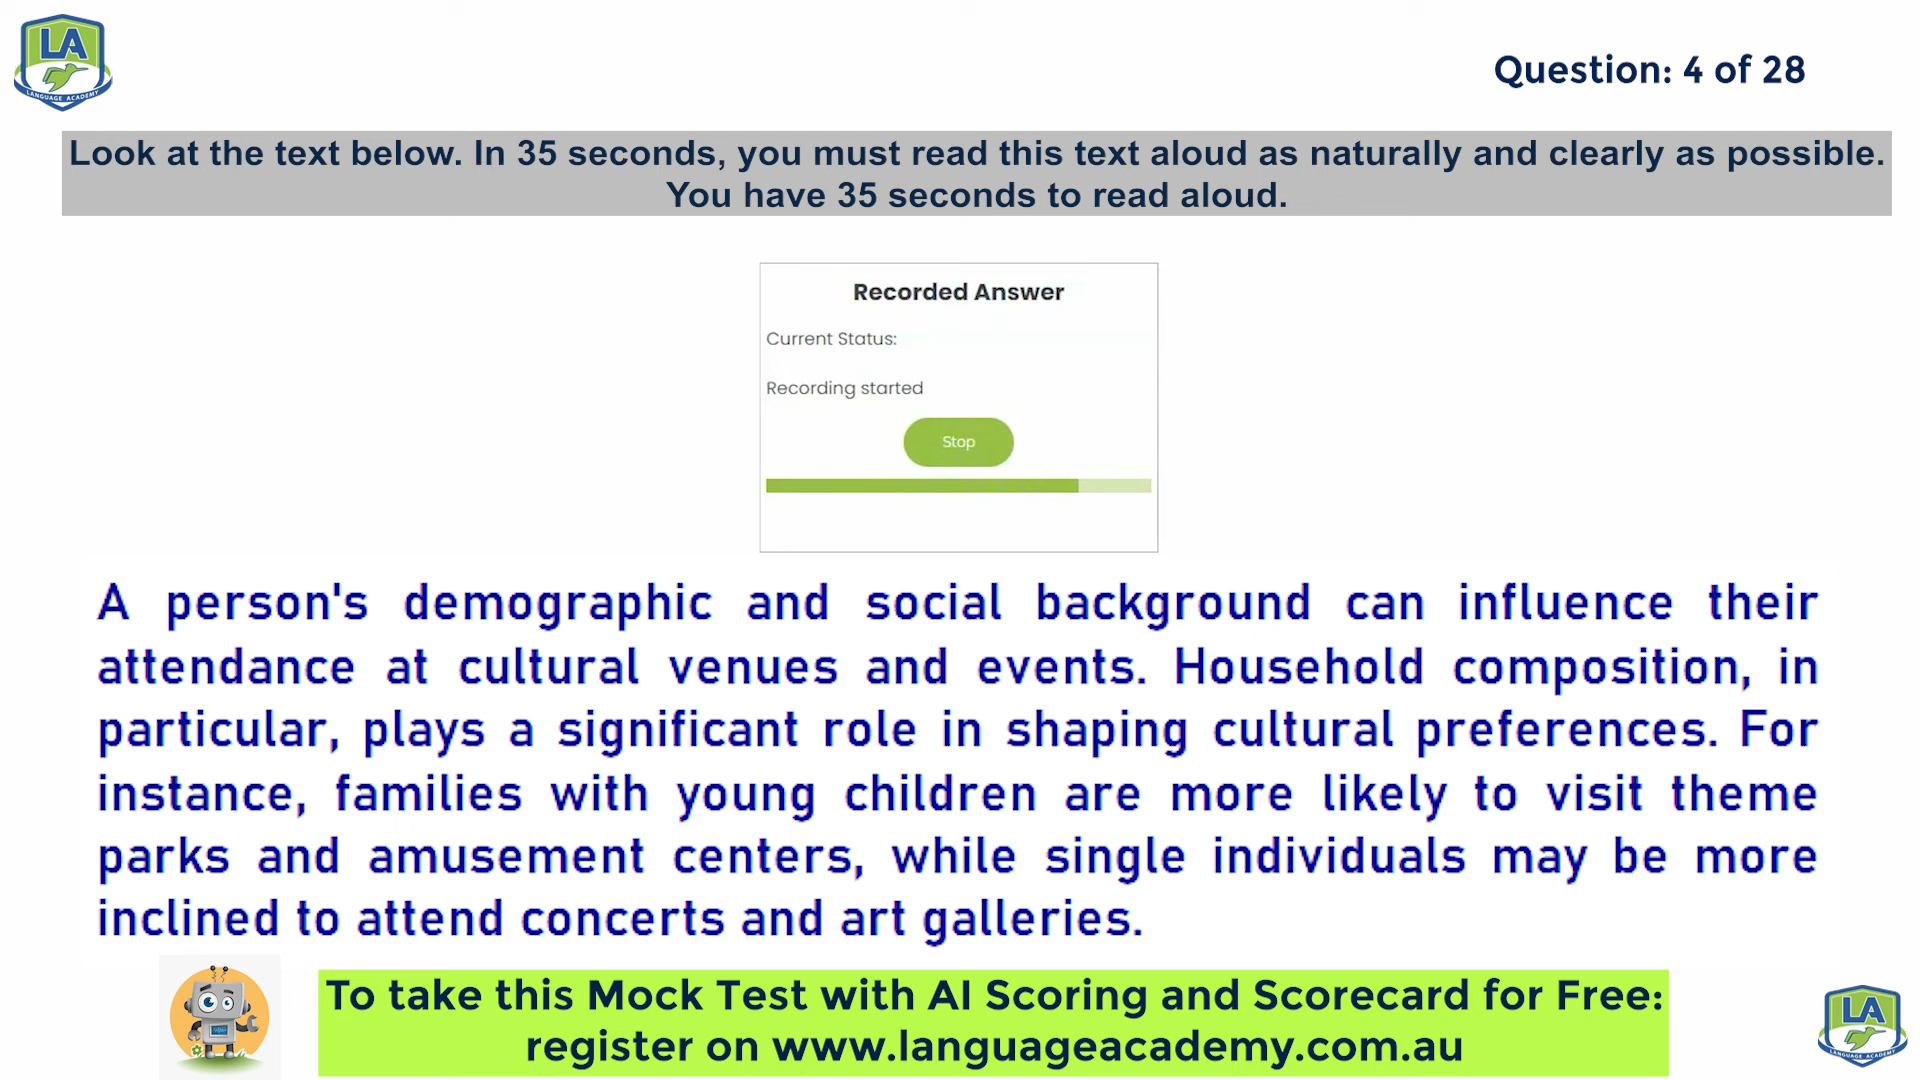 LA
LANGUAGE ACADEMY
Question: 4 of 28
Look at the text below. In 35 seconds, you must read this text aloud as naturally and clearly as possible.
You have 35 seconds to read aloud.
Recorded Answer
Current Status:
Recording started
Stop
A person's demographic and social background can influence their
attendance at cultural venues and events. Household composition, in
particular, plays a significant role in shaping cultural preferences. For
instance, families with young children are more likely to visit theme
parks and amusement centers, while single individuals may be more
inclined to attend concerts and art galleries.
To take this Mock Test with AI Scoring and Scorecard for Free:
register on www.languageacademy.com.au
LA
LANGUAGE ACADEMY